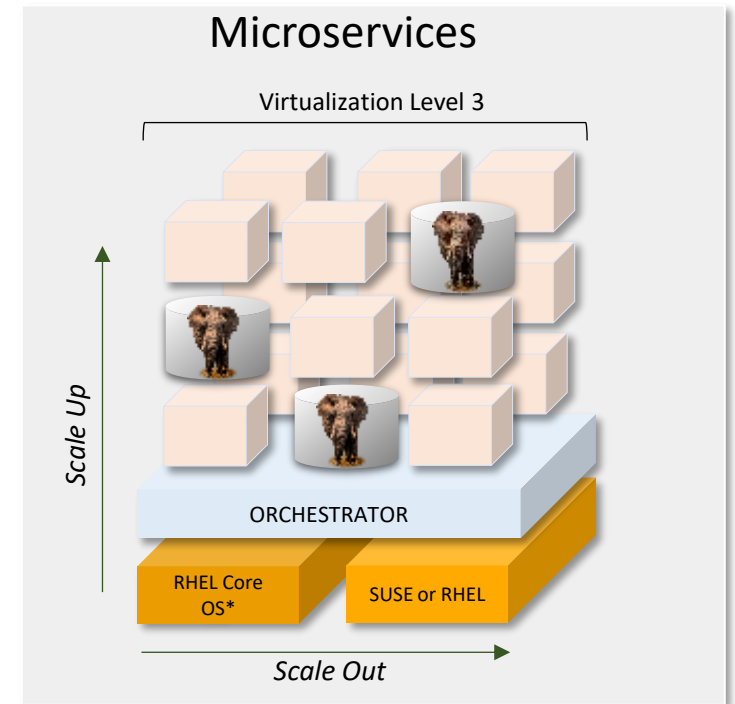 Microservices
Virtualization Level 3
Scale Up
ORCHESTRATOR
RHEL Core
OS*
SUSE or RHEL
Scale Out